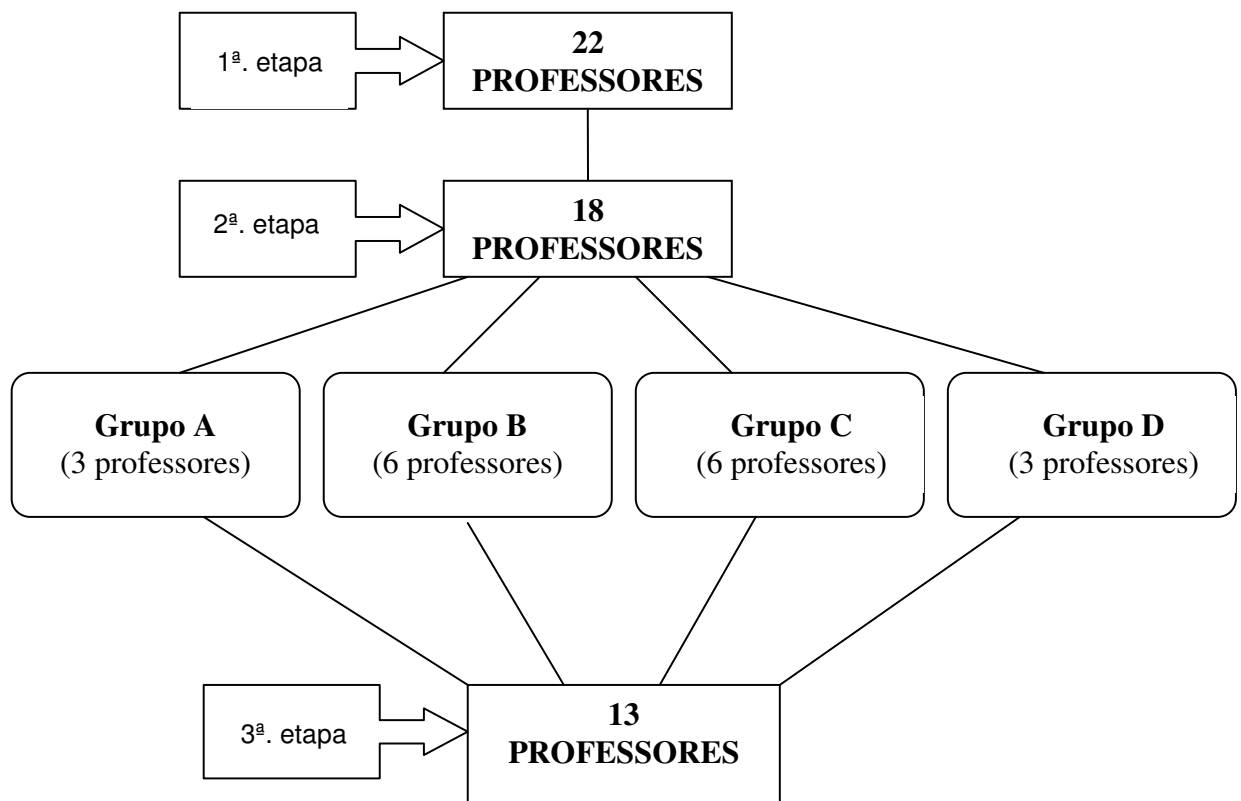 1ª. etapa
22
PROFESSORES
2ª. etapa
18
PROFESSORES
Grupo A
(3 professores)
Grupo B
(6 professores)
Grupo C
(6 professores)
Grupo D
(3 professores)
3ª. etapa
13
PROFESSORES